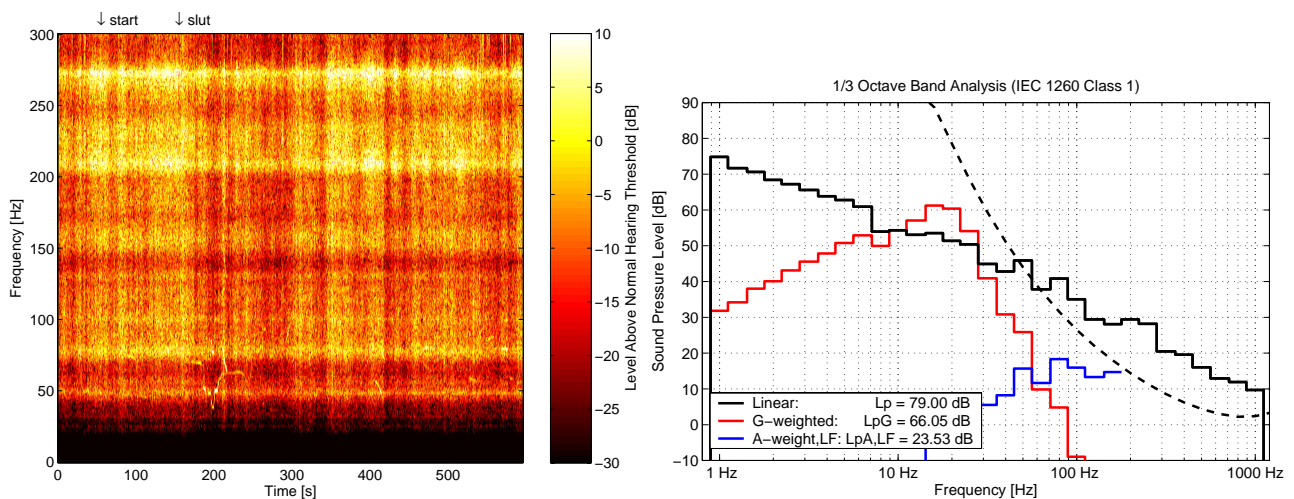 ↓ start ↓ slut
300
250
200
150
100
50
0
Frequency [Hz]
0 100 200 300 400 500
Time [s]
10
5
0
−5
−10
−15
−20
−25
−30
Level Above Normal Hearing Threshold [dB]
1/3 Octave Band Analysis (IEC 1260 Class 1)
90
80
70
60
50
40
30
20
10
0
−10
Sound Pressure Level [dB]
Linear: Lp = 79.00 dB
G−weighted: LpG = 66.05 dB
A−weight,LF: LpA,LF = 23.53 dB
1 Hz 10 Hz 100 Hz 1000 Hz
Frequency [Hz]